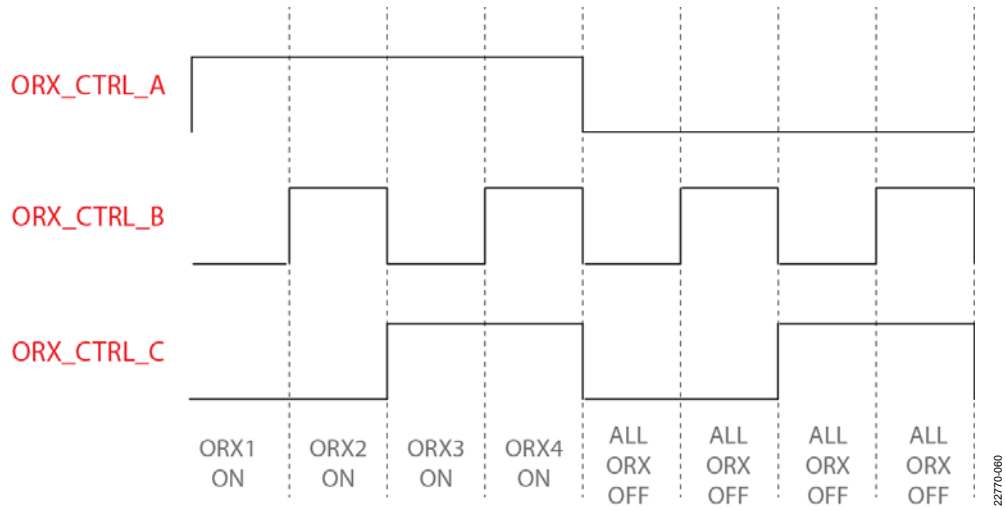 ORX_CTRL_A
ORX_CTRL_B
ORX_CTRL_C
ORX1
ON
ORX2
ON
ORX3
ON
ORX4
ON
ALL
ORX
OFF
ALL
ORX
OFF
ALL
ORX
OFF
ALL
ORX
OFF
22770-060